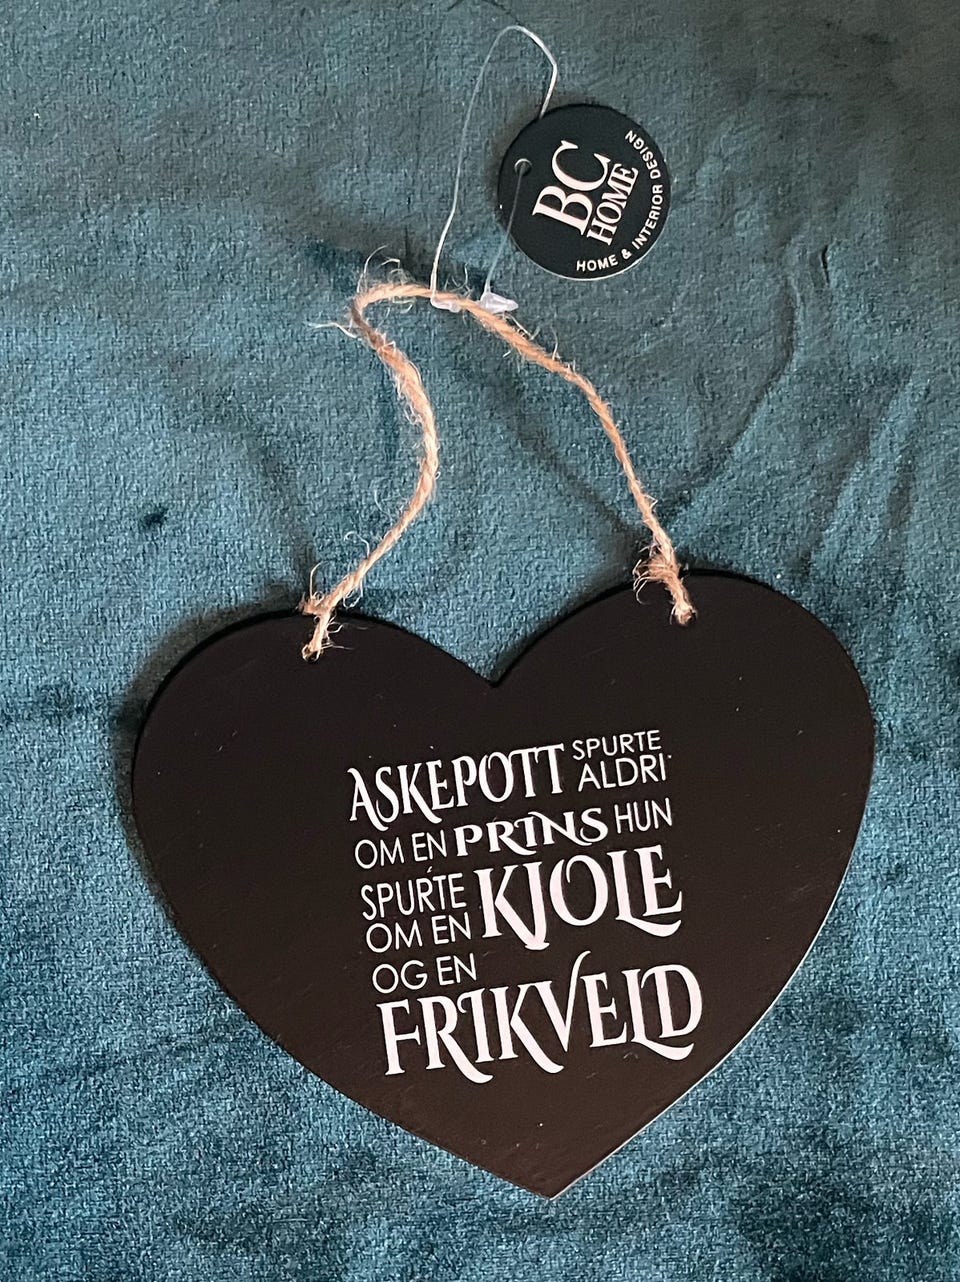 BC
HOME
HOME & INTERIOR DESIGN
ASKEPOTT SPURTE
ALDRI
OM EN PRINS HUN
SPURTE
OM EN KJOLE
OG EN
FRIKVELD